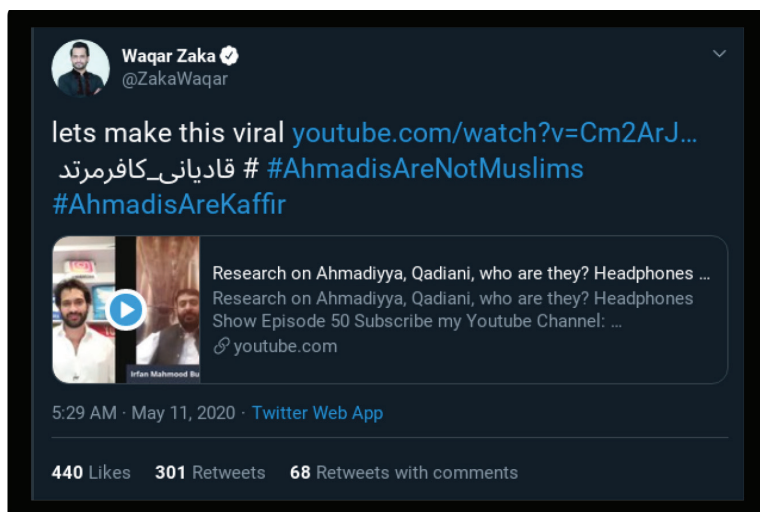 Waqar Zaka
@ZakaWaqar
lets make this viral youtube.com/watch?v=Cm2ArJ...
# قادیانی_کافرمرتد #AhmadisAreNotMuslims
#AhmadisAreKaffir
Research on Ahmadiyya, Qadiani, who are they? Headphones ...
Research on Ahmadiyya, Qadiani, who are they? Headphones
Show Episode 50 Subscribe my Youtube Channel: ...
youtube.com
Irfan Mahmood Bu
5:29 AM · May 11, 2020 · Twitter Web App
440 Likes 301 Retweets 68 Retweets with comments